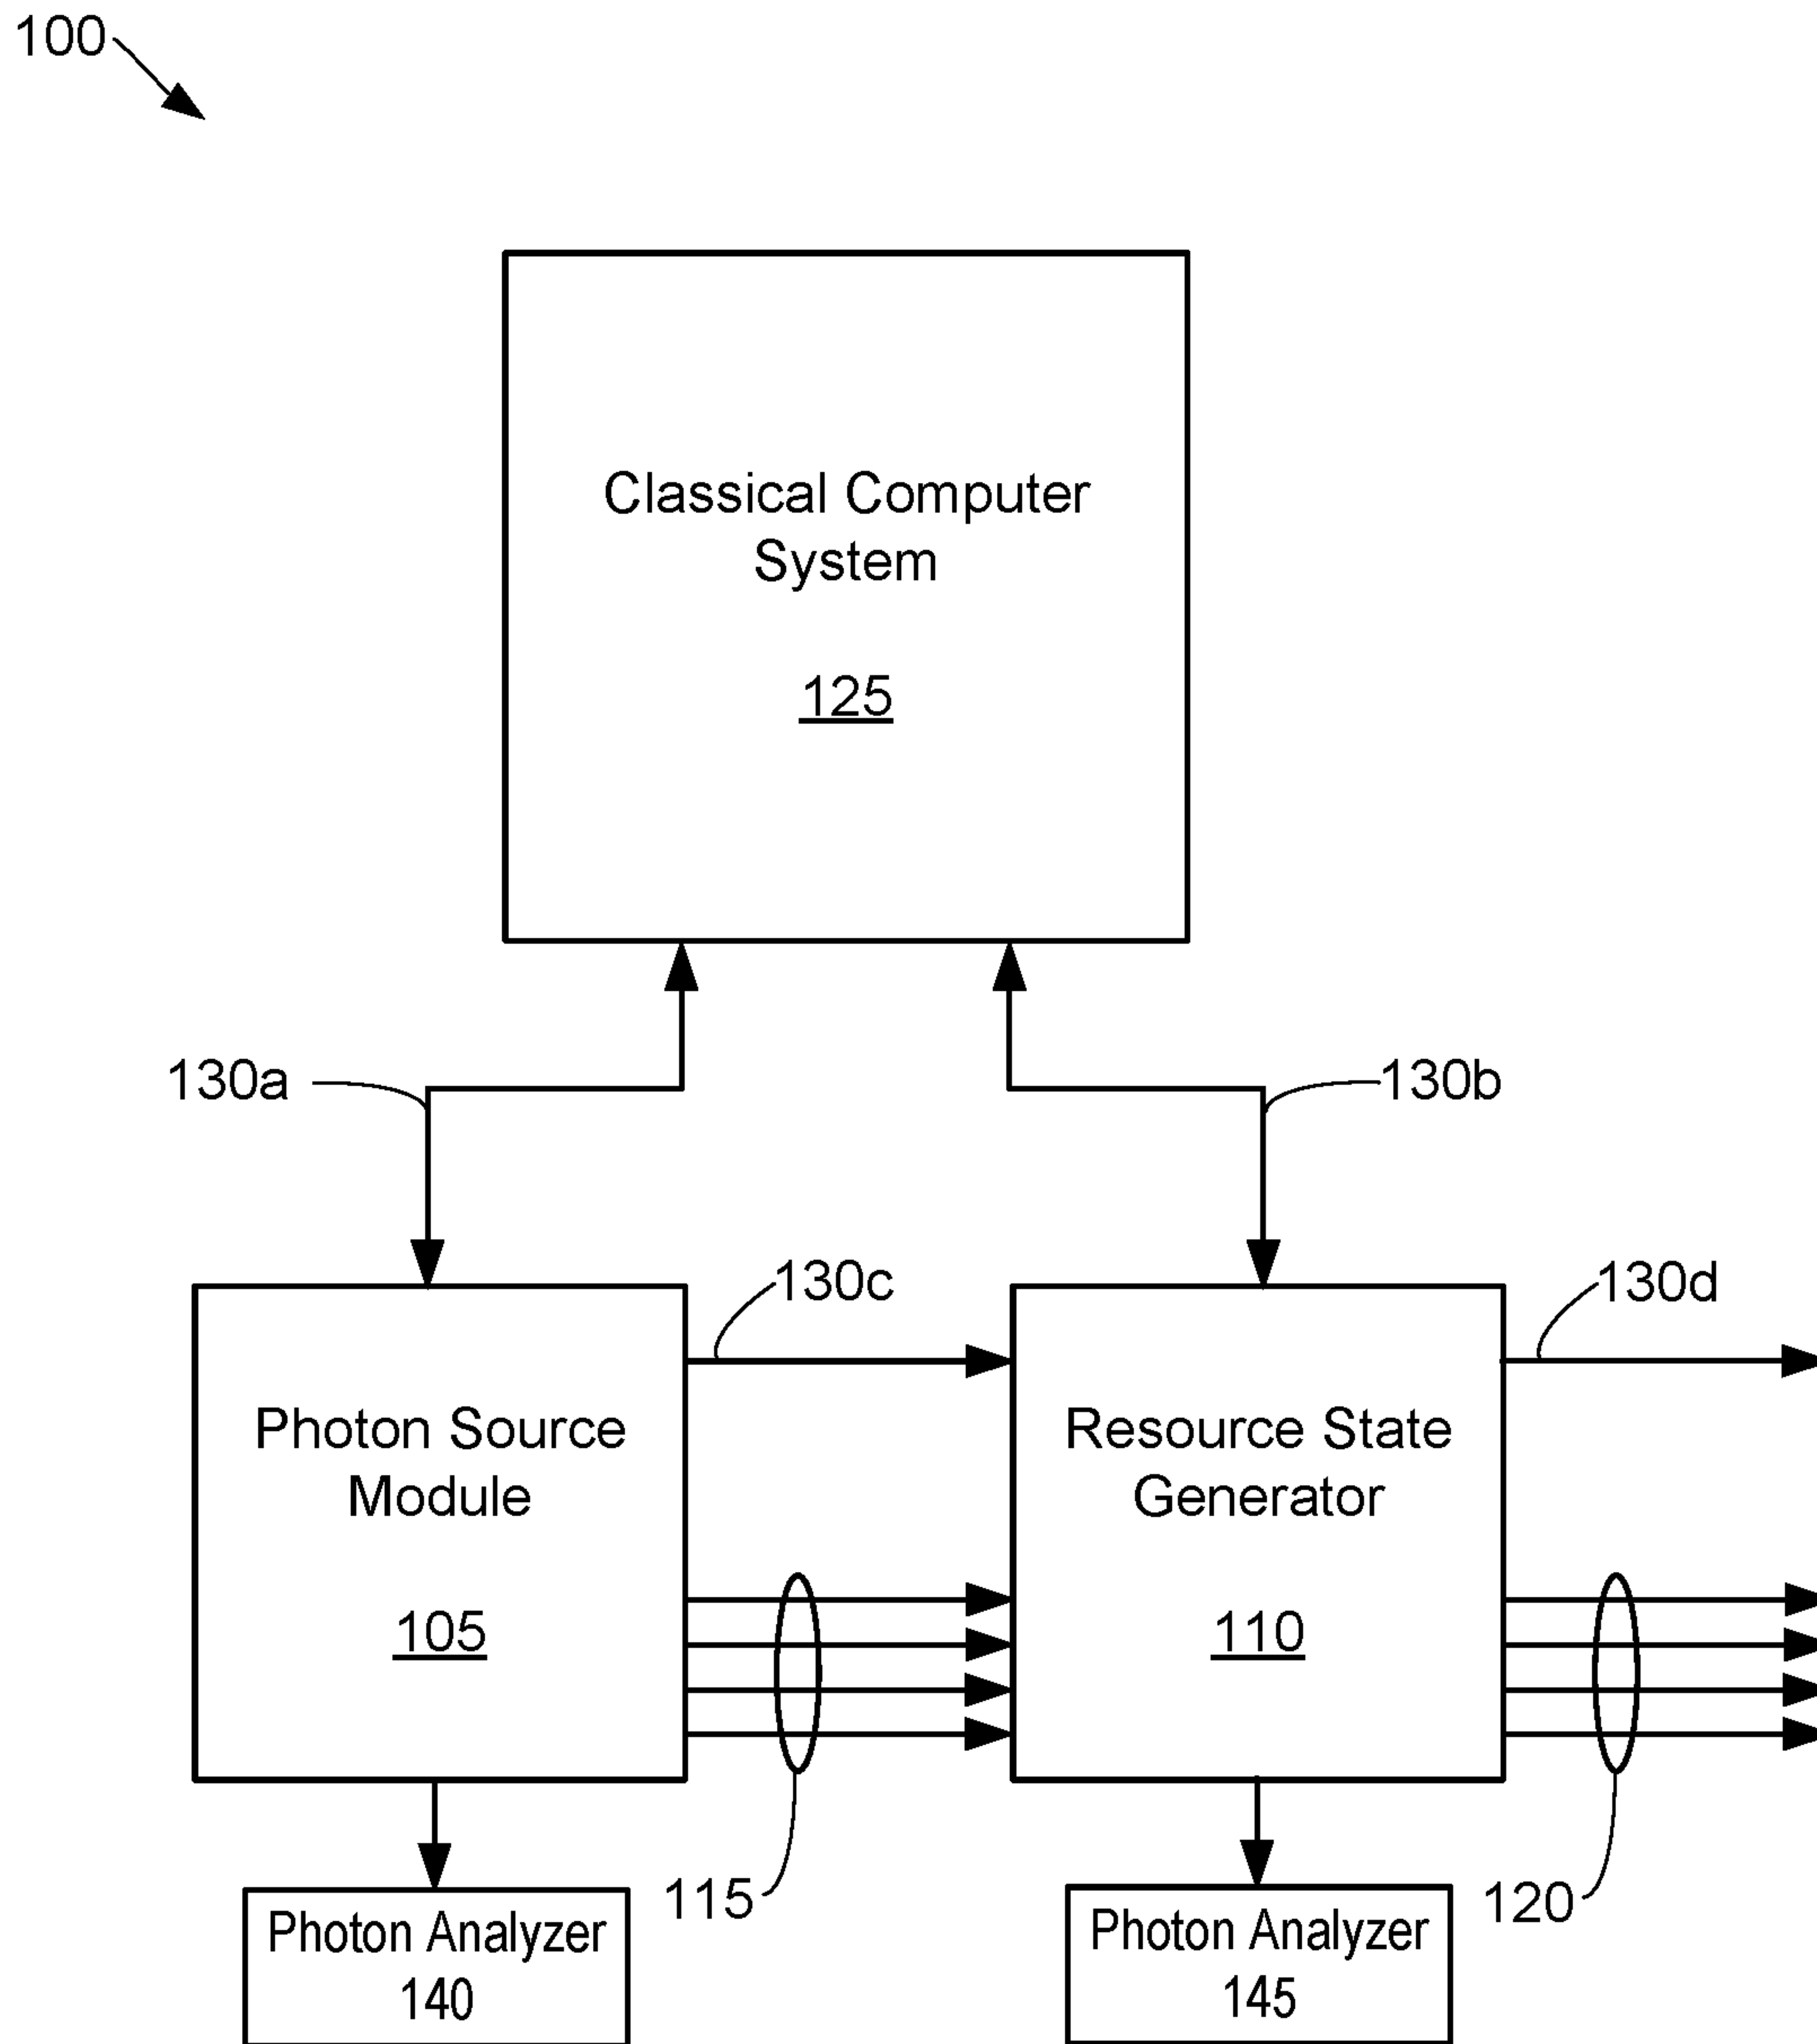 100
Classical Computer
System
125
130a
130b
130c
130d
Photon Source
Module
105
Resource State
Generator
110
115
120
Photon Analyzer
140
Photon Analyzer
145